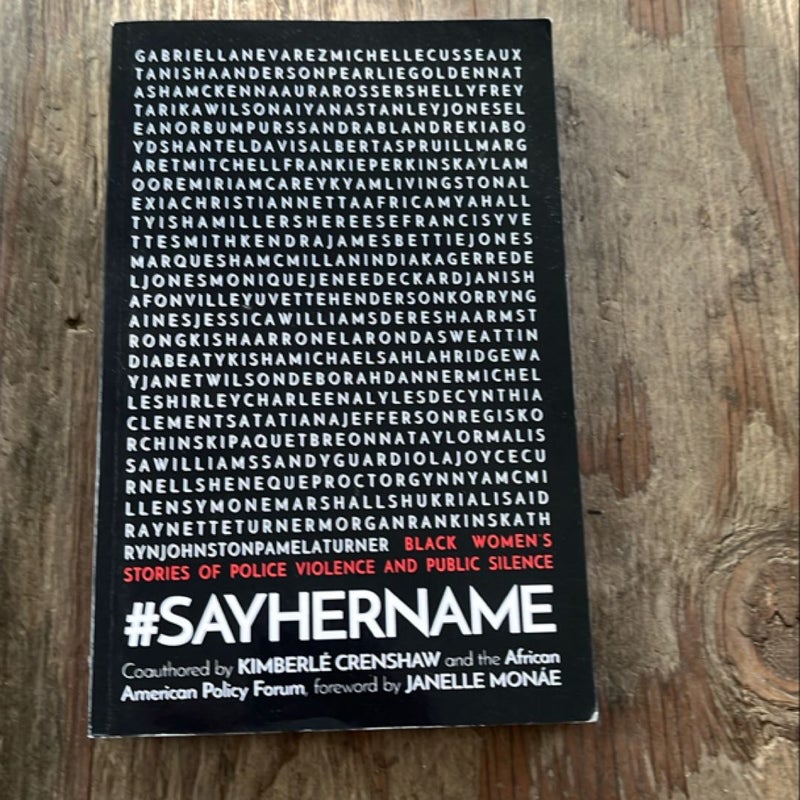 GABRIELLANEVAREZMICHELLECUSSEAUX
TANISHAANDERSONPEARLIEGOLDENNAT
ASHAMCKENNAAURAROSSERSHELLYFREY
TARIKAWILSONAIYANASTANLEYJONESEL
EANORBUMPURSSANDRABLANDREKIABO
YDSHANTELDAVISALBERTASPRUILLMARG
ARETMITCHELLFRANKIEPERKINSKAYLAM
OOREMIRIAMCAREYKYAMLIVINGSTONAL
EXIACHRISTIANNETTAAFRICAMYAHALL
TYISHAMILLERSHEREESEFRANCISYVE
TTESMITHKENDRAJAMESBETTIEJONES
MARQUESHAMCMILLANINDIAKAGERREDE
LJONESMONIQUEJENEEDECKARDJANISH
AFONVILLEYUVETTEHENDERSONKORRYNG
AINESJESSICAWILLIAMSDERESHAARMST
RONGKISHAARRONELARONDASWEATTIN
DIABEATYKISHAMICHAELSAHLAHRIDGEWA
YJANETWILSONDEBORAHDANNERMICHEL
LESHIRLEYCHARLEENALYLESDECYNTHIA
CLEMENTSATATIANAJEFFERSONREGISKO
RCHINSKIPAQUETBREONNATAYLORMALIS
SAWILLIAMSSANDYGUARDIOLAJOYCECU
RNELLSHENEQUEPROCTORGYNNYAMCMI
LLENSYMONEMARSHALLSHUKRIALISAID
RAYNETTETURNERMORGANRANKINSKATH
RYNJOHNSTONPAMELATURNER BLACK WOMEN'S
STORIES OF POLICE VIOLENCE AND PUBLIC SILENCE
#SAYHERNAME
Coauthored by KIMBERLÉ CRENSHAW and the African
American Policy Forum, foreword by JANELLE MONÁE